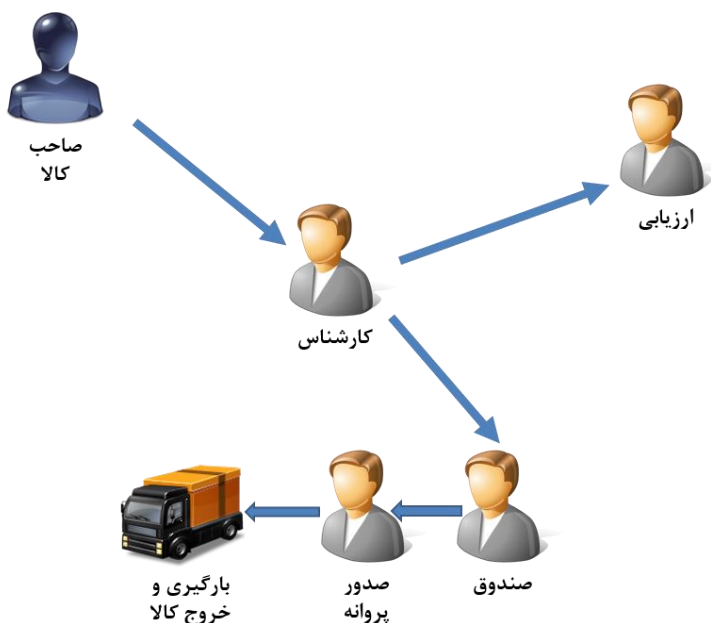 صاحب
کالا
ارزیابی
کارشناس
صندوق
صدور
پروانه
بارگیری و
خروج کالا